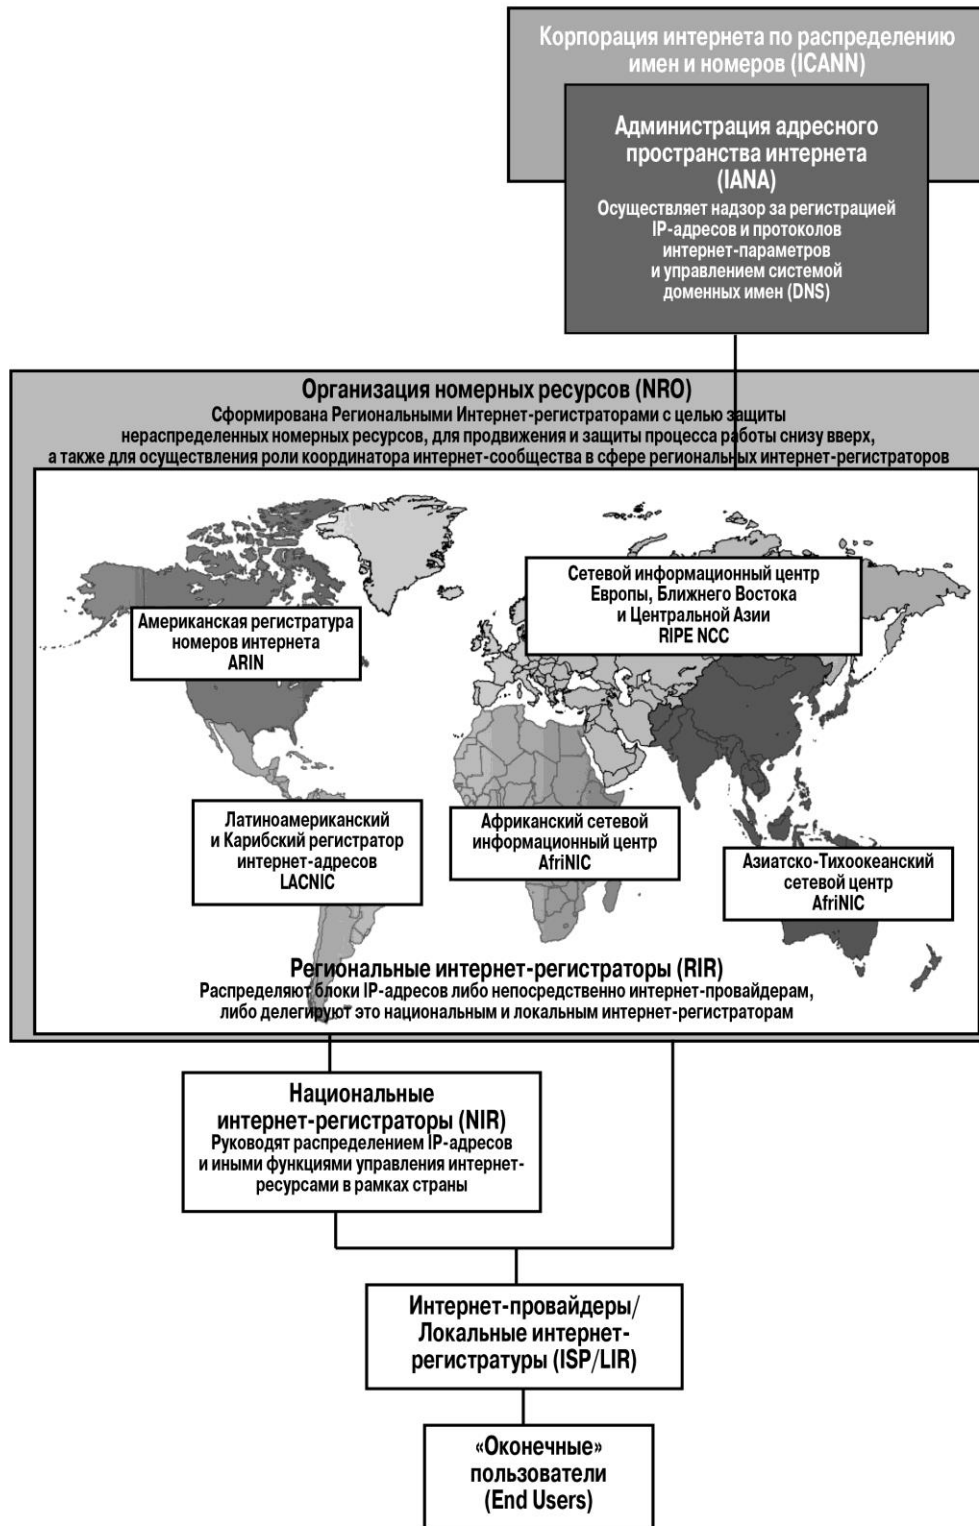 Корпорация интернета по распределению
имен и номеров (ICANN)
Администрация адресного
пространства интернета
(IANA)
Осуществляет надзор за регистрацией
IP-адресов и протоколов
интернет-параметров
и управлением системой
доменных имен (DNS)
Организация номерных ресурсов (NRO)
Сформирована Региональными Интернет-регистраторами с целью защиты
нераспределенных номерных ресурсов, для продвижения и защиты процесса работы снизу вверх,
а также для осуществления роли координатора интернет-сообщества в сфере региональных интернет-регистраторов
Американская регистратура
номеров интернета
ARIN
Сетевой информационный центр
Европы, Ближнего Востока
и Центральной Азии
RIPE NCC
Латиноамериканский
и Карибский регистратор
интернет-адресов
LACNIC
Африканский сетевой
информационный центр
AfriNIC
Азиатско-Тихоокеанский
сетевой центр
AfriNIC
Региональные интернет-регистраторы (RIR)
Распределяют блоки IP-адресов либо непосредственно интернет-провайдерам,
либо делегируют это национальным и локальным интернет-регистраторам
Национальные
интернет-регистраторы (NIR)
Руководят распределением IP-адресов
и иными функциями управления интернет-
ресурсами в рамках страны
Интернет-провайдеры/
Локальные интернет-
регистратуры (ISP/LIR)
«Оконечные»
пользователи
(End Users)